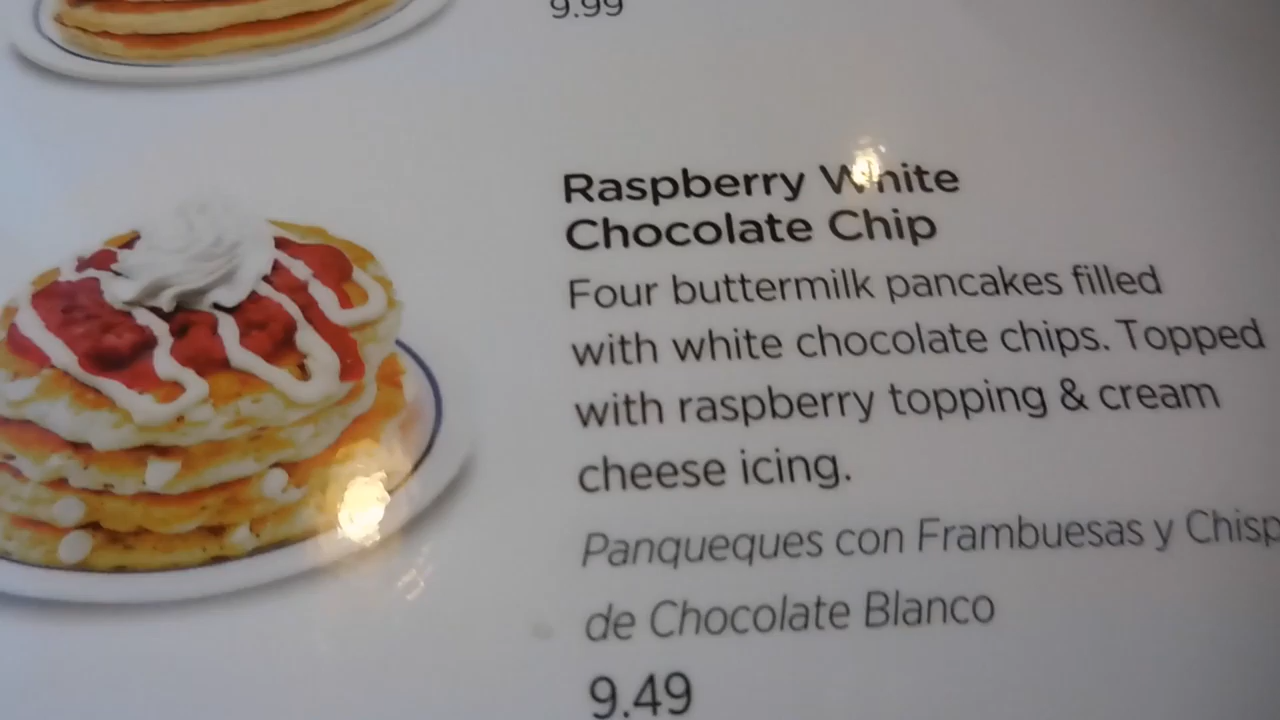 9.99
Raspberry White
Chocolate Chip
Four buttermilk pancakes filled
with white chocolate chips. Topped
with raspberry topping & cream
cheese icing.
Panqueques con Frambuesas y Chisp
de Chocolate Blanco
9.49